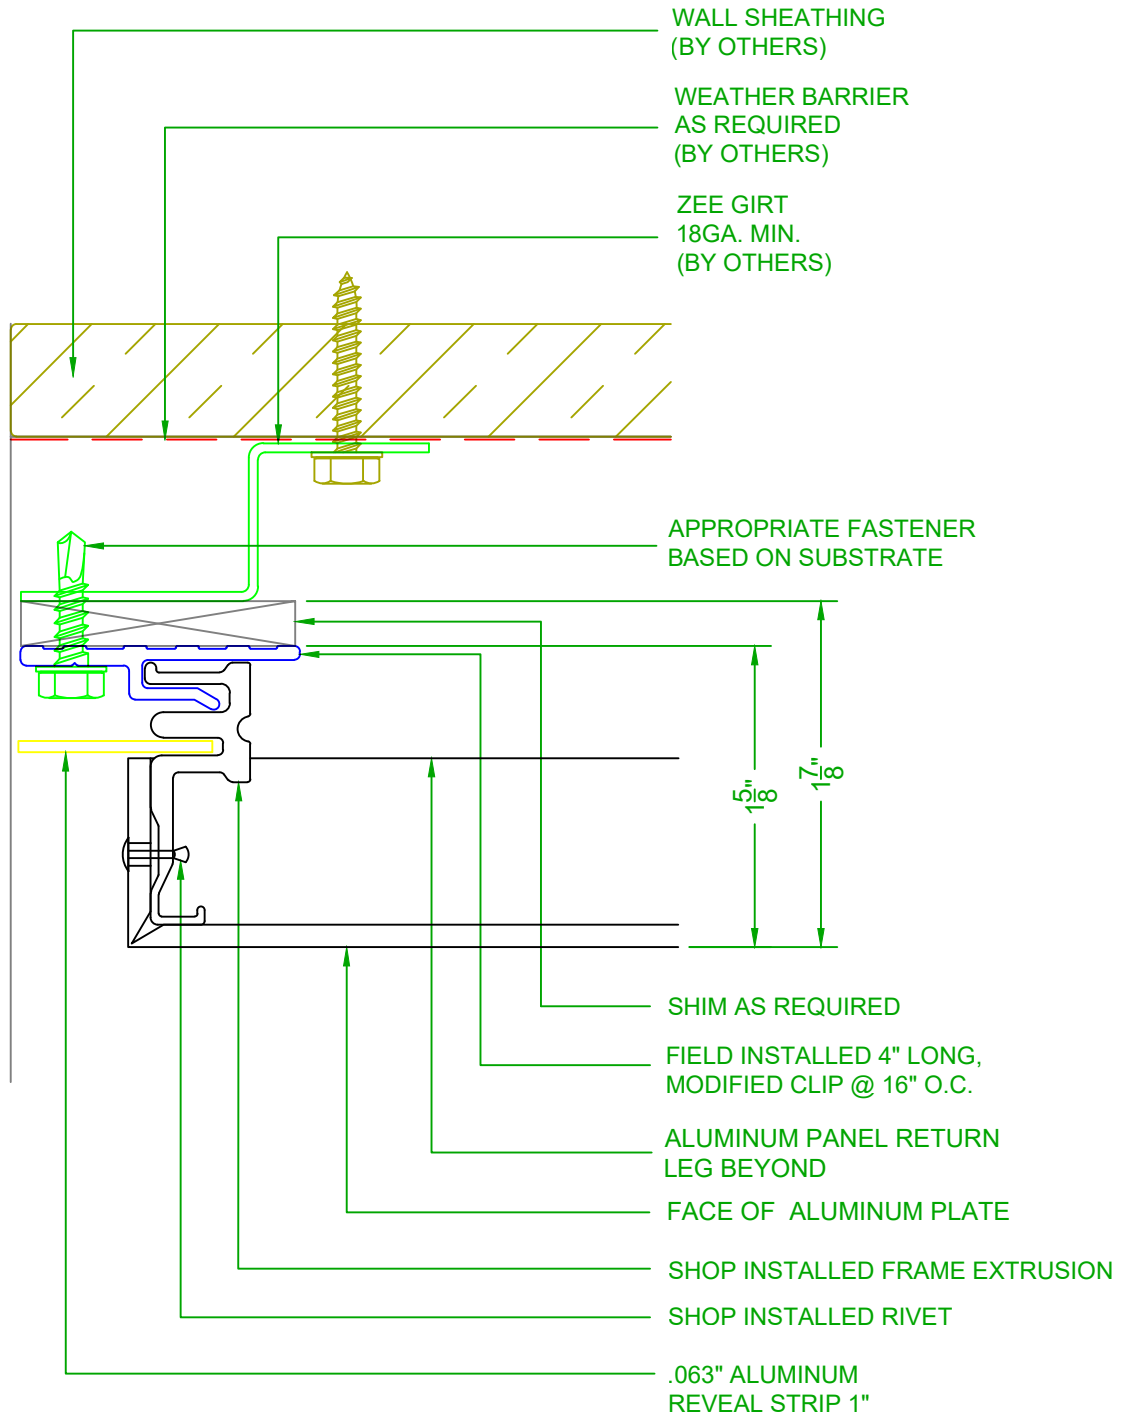 WALL SHEATHING
(BY OTHERS)
WEATHER BARRIER
AS REQUIRED
(BY OTHERS)
ZEE GIRT
18GA. MIN.
(BY OTHERS)
APPROPRIATE FASTENER
BASED ON SUBSTRATE
1 5/8"
1 7/8"
SHIM AS REQUIRED
FIELD INSTALLED 4" LONG,
MODIFIED CLIP @ 16" O.C.
ALUMINUM PANEL RETURN
LEG BEYOND
FACE OF ALUMINUM PLATE
SHOP INSTALLED FRAME EXTRUSION
SHOP INSTALLED RIVET
.063" ALUMINUM
REVEAL STRIP 1"